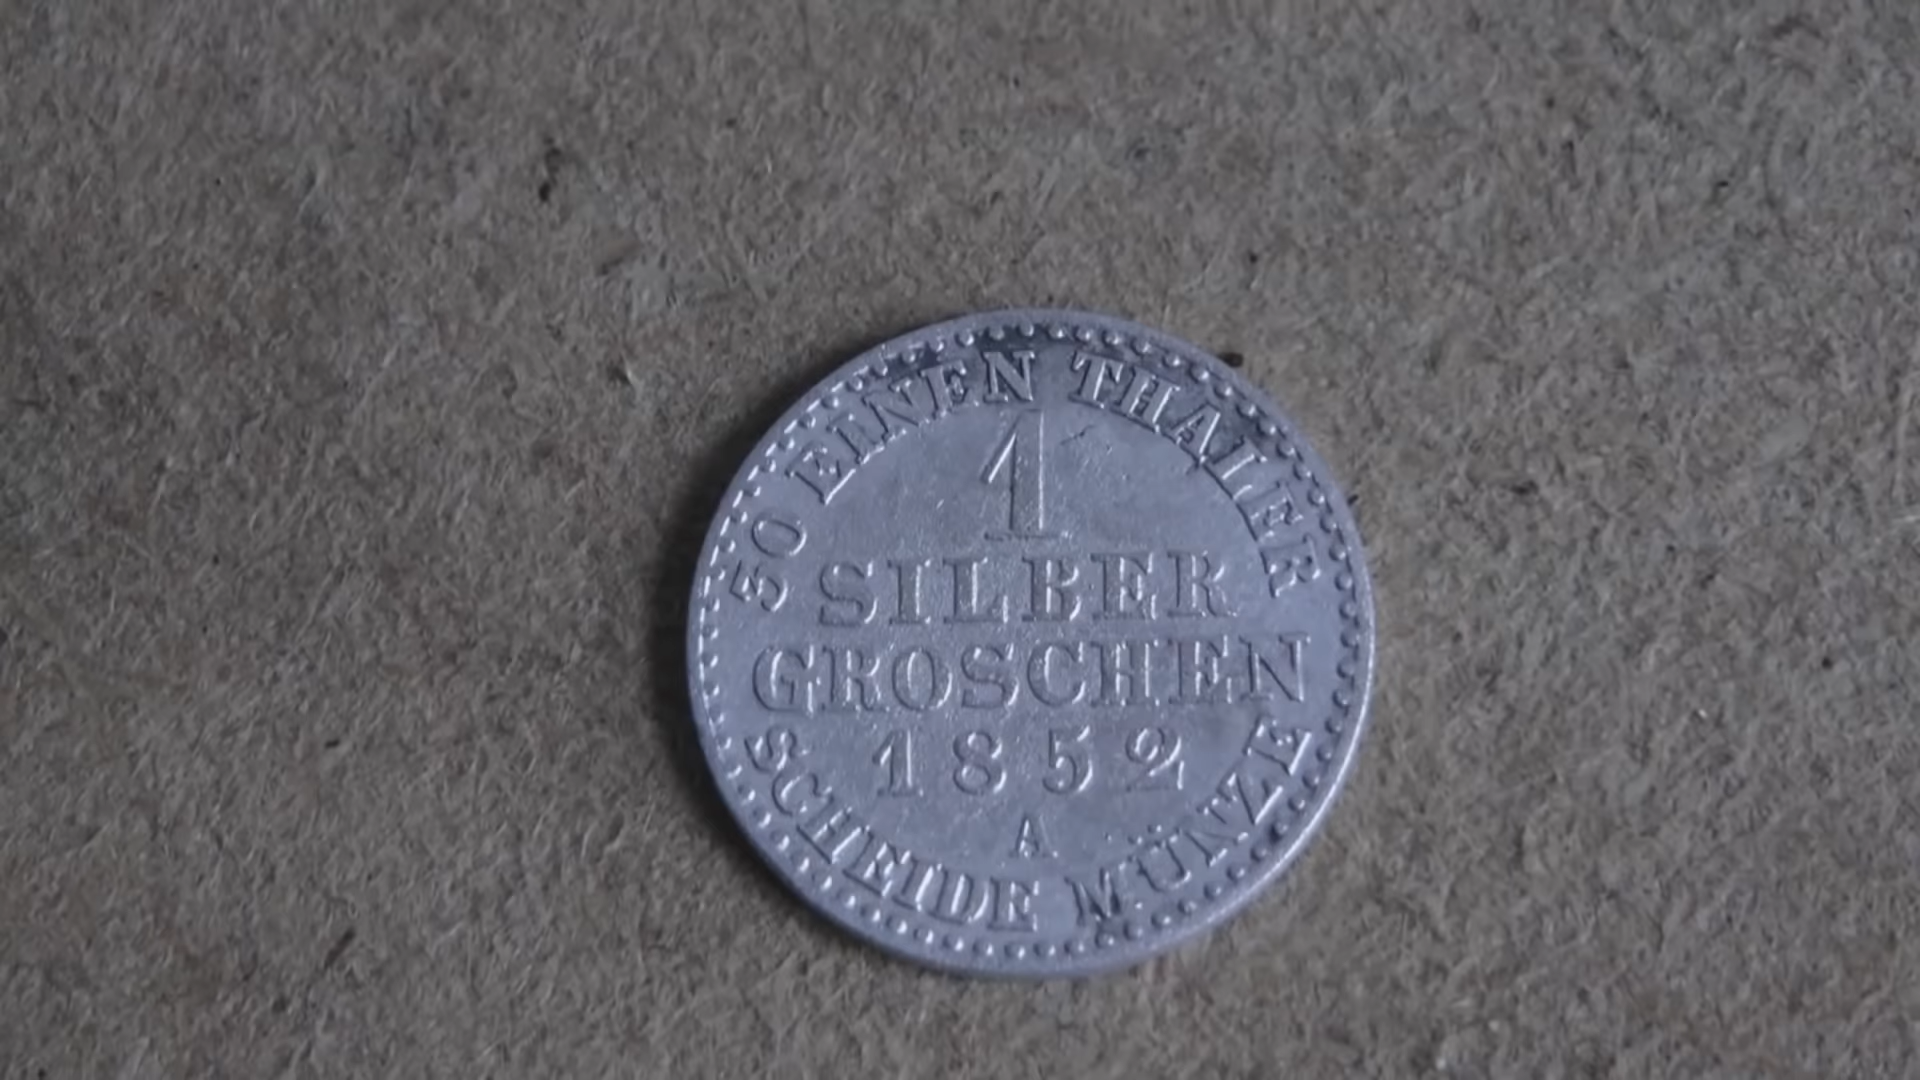 30 EINEN THALER
1
SILBER
GROSCHEN
1852
A
SCHEIDE MÜNZE